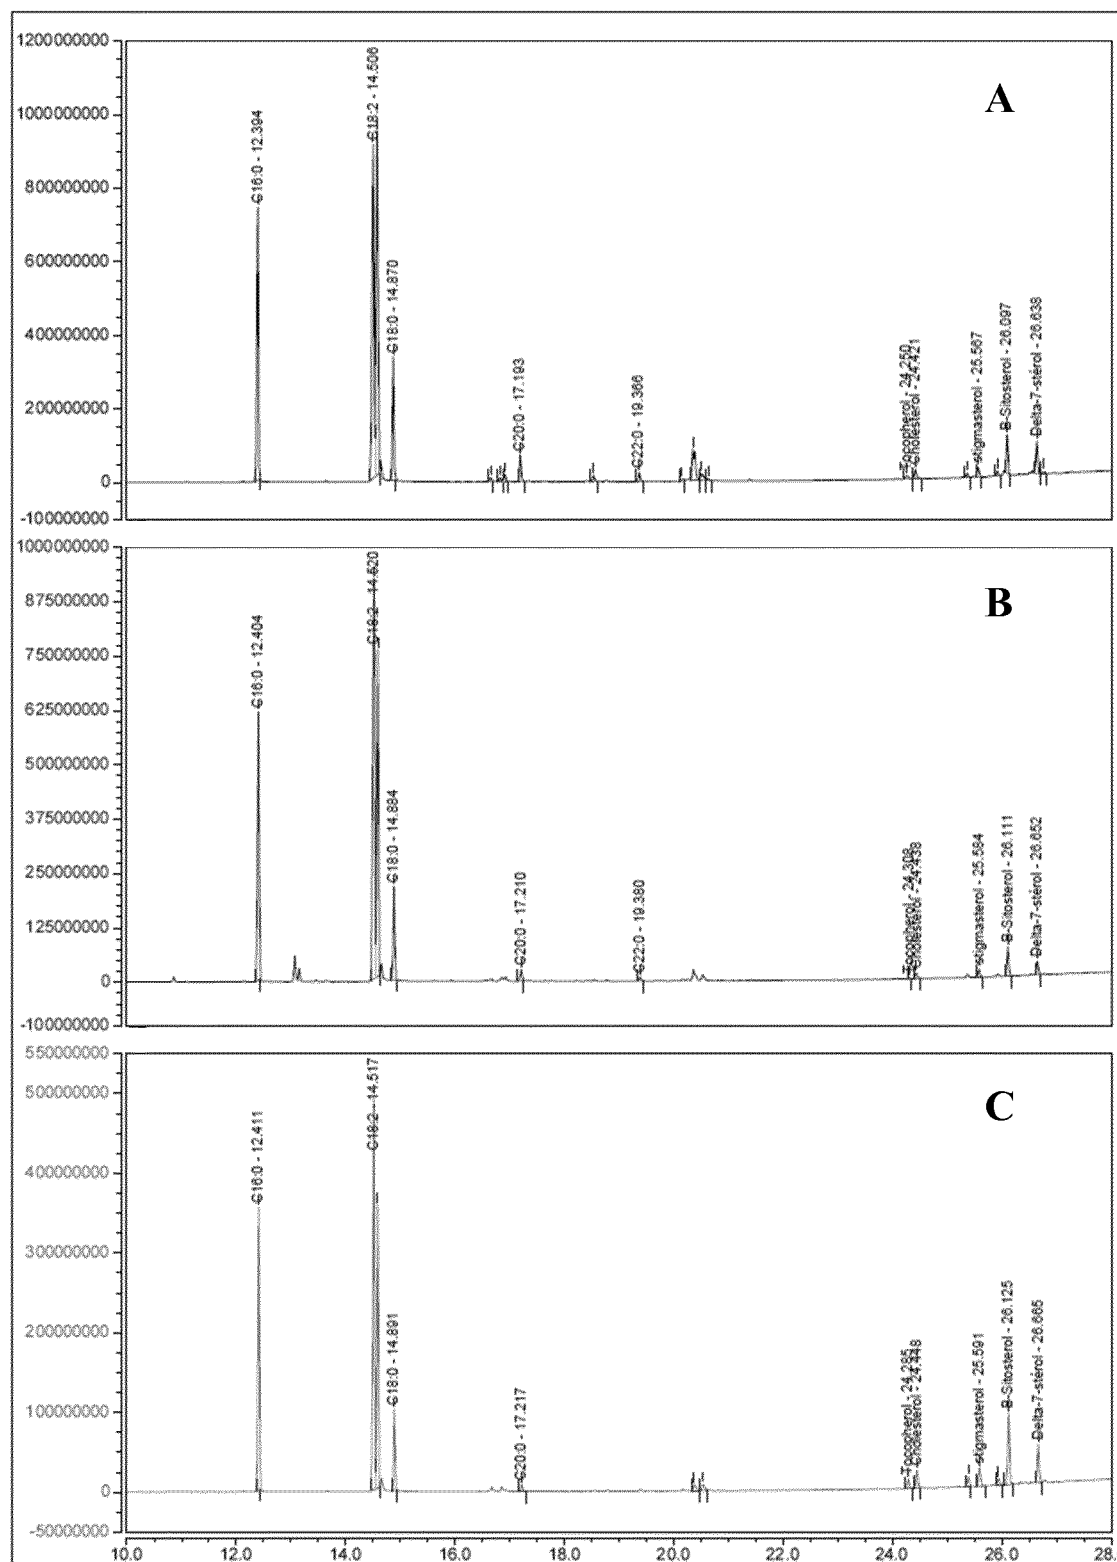 1200000000
1000000000
800000000
600000000
400000000
200000000
0
-100000000
A
C16:0 - 12.394
C18:2 - 14.506
C18:0 - 14.870
C20:0 - 17.193
C22:0 - 19.366
Tocopherol - 24.250
Cholesterol - 24.421
stigmasterol - 25.567
B-Sitosterol - 26.097
Delta-7-stérol - 26.638
1000000000
875000000
750000000
625000000
500000000
375000000
250000000
125000000
0
-100000000
B
C16:0 - 12.404
C18:2 - 14.520
C18:0 - 14.884
C20:0 - 17.210
C22:0 - 19.380
Tocopherol - 24.308
Cholesterol - 24.438
stigmasterol - 25.584
B-Sitosterol - 26.111
Delta-7-stérol - 26.652
550000000
500000000
400000000
300000000
200000000
100000000
0
-50000000
C
C16:0 - 12.411
C18:2 - 14.517
C18:0 - 14.891
C20:0 - 17.217
Tocopherol - 24.285
Cholesterol - 24.448
stigmasterol - 25.591
B-Sitosterol - 26.125
Delta-7-stérol - 26.665
10.0 12.0 14.0 16.0 18.0 20.0 22.0 24.0 26.0 28